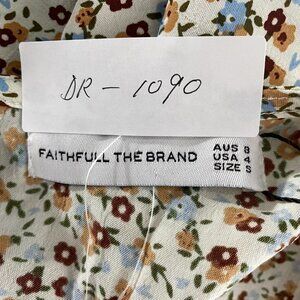 DR - 1090
FAITHFULL THE BRAND
AUS 8
USA 4
SIZE S